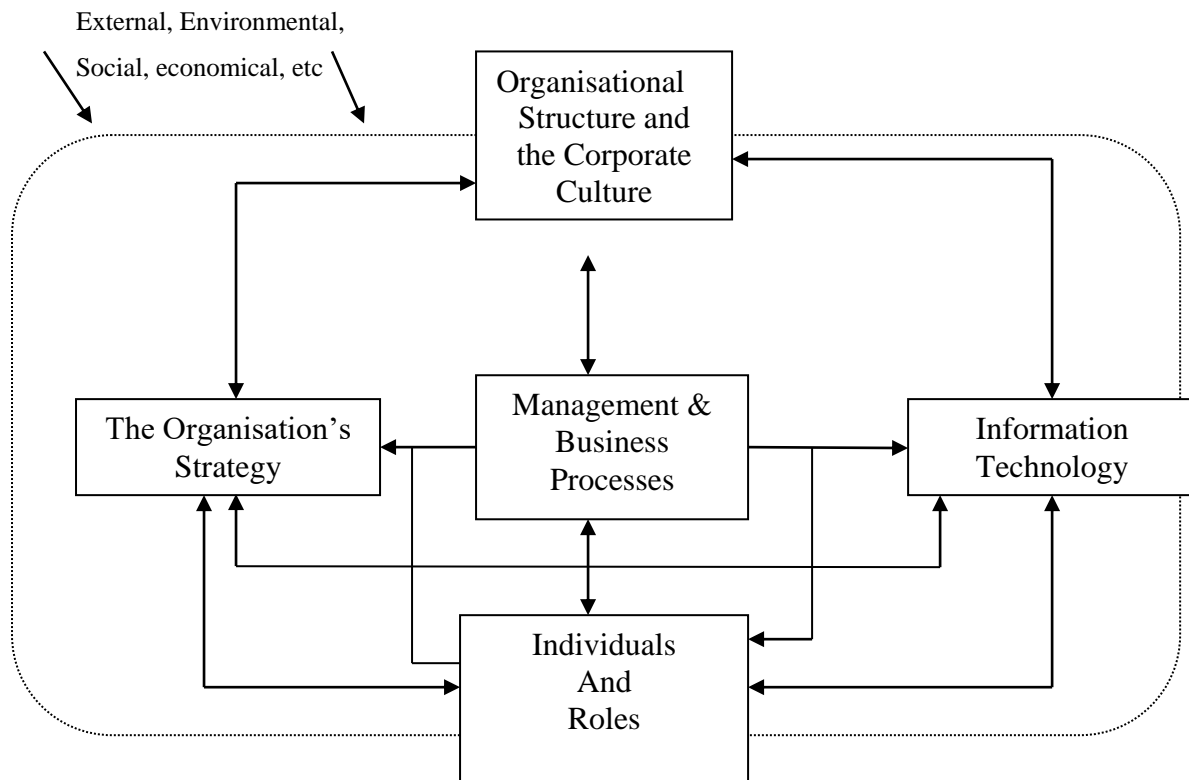 External, Environmental,
Social, economical, etc
Organisational
Structure and
the Corporate
Culture
The Organisation’s
Strategy
Management &
Business
Processes
Information
Technology
Individuals
And
Roles